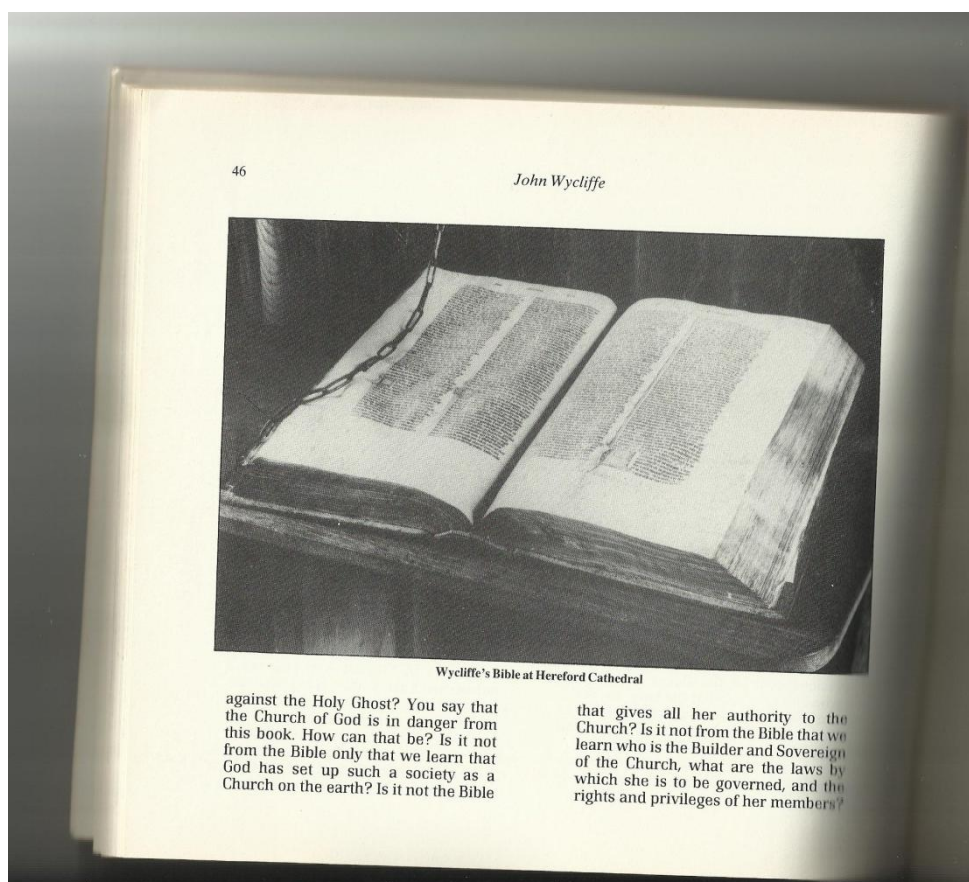 46
John Wycliffe
Wycliffe's Bible at Hereford Cathedral
against the Holy Ghost? You say that
the Church of God is in danger from
this book. How can that be? Is it not
from the Bible only that we learn that
God has set up such a society as a
Church on the earth? Is it not the Bible
that gives all her authority to the
Church? Is it not from the Bible that we
learn who is the Builder and Sovereign
of the Church, what are the laws by
which she is to be governed, and the
rights and privileges of her members?